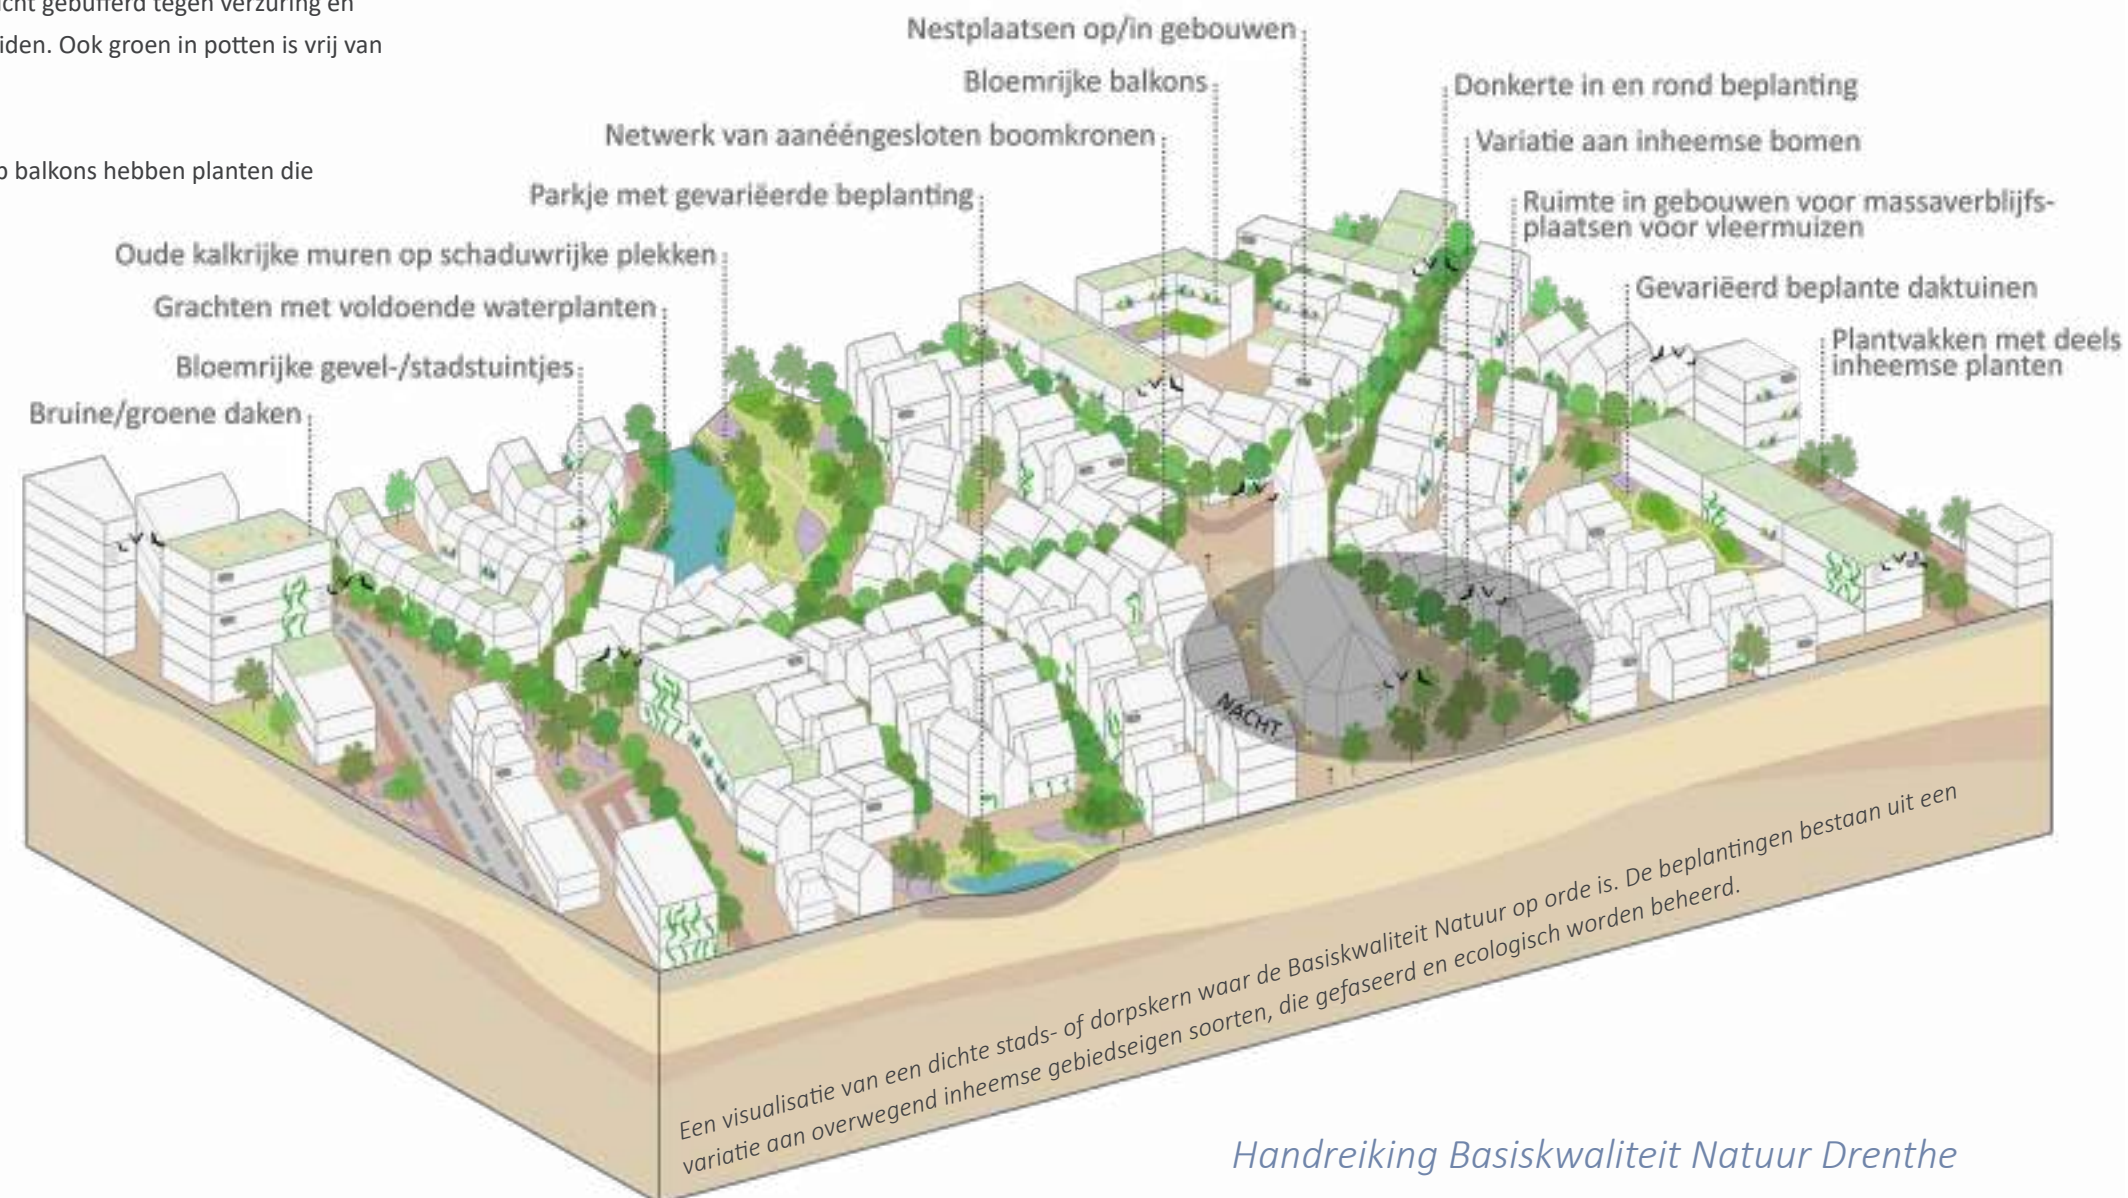 icht gebufferd tegen verzuring en
iden. Ook groen in potten is vrij van
balkons hebben planten die
Nestplaatsen op/in gebouwen
Bloemrijke balkons
Netwerk van aanééngesloten boomkronen
Parkje met gevariëerde beplanting
Oude kalkrijke muren op schaduwrijke plekken
Grachten met voldoende waterplanten
Bloemrijke gevel-/stadstuintjes
Bruine/groene daken
Donkerte in en rond beplanting
Variatie aan inheemse bomen
Ruimte in gebouwen voor massaverblijfs-
plaatsen voor vleermuizen
Gevariëerd beplante daktuinen
Plantvakken met deels
inheemse planten
NACHT
Een visualisatie van een dichte stads- of dorpskern waar de Basiskwaliteit Natuur op orde is. De beplantingen bestaan uit een
variatie aan overwegend inheemse gebiedseigen soorten, die gefaseerd en ecologisch worden beheerd.
Handreiking Basiskwaliteit Natuur Drenthe